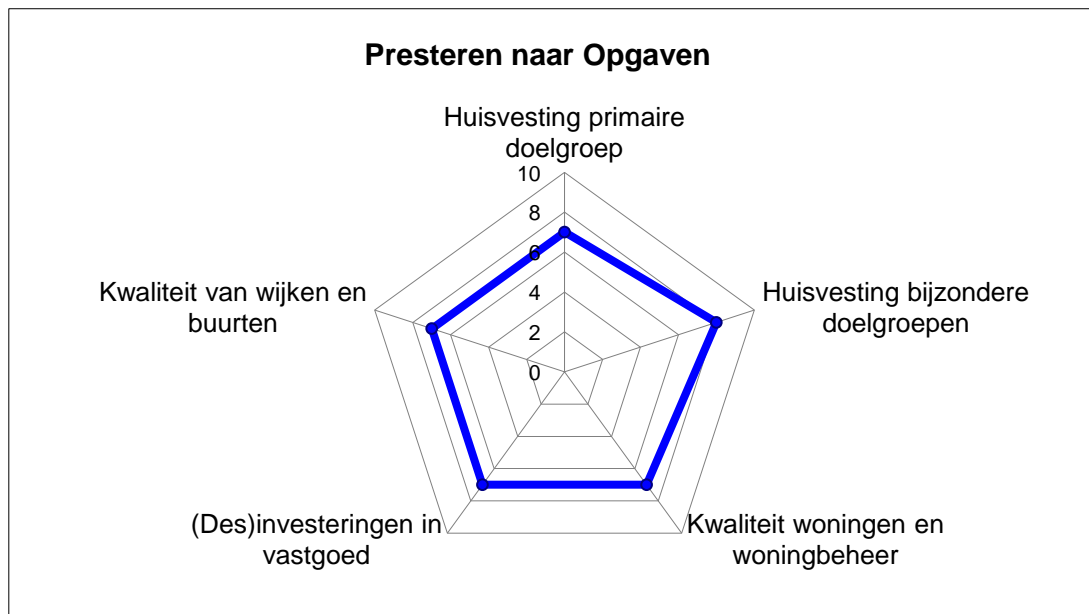 Presteren naar Opgaven
Huisvesting primaire
doelgroep
10
8
6
4
2
0
Huisvesting bijzondere
doelgroepen
Kwaliteit woningen en
woningbeheer
(Des)investeringen in
vastgoed
Kwaliteit van wijken en
buurten